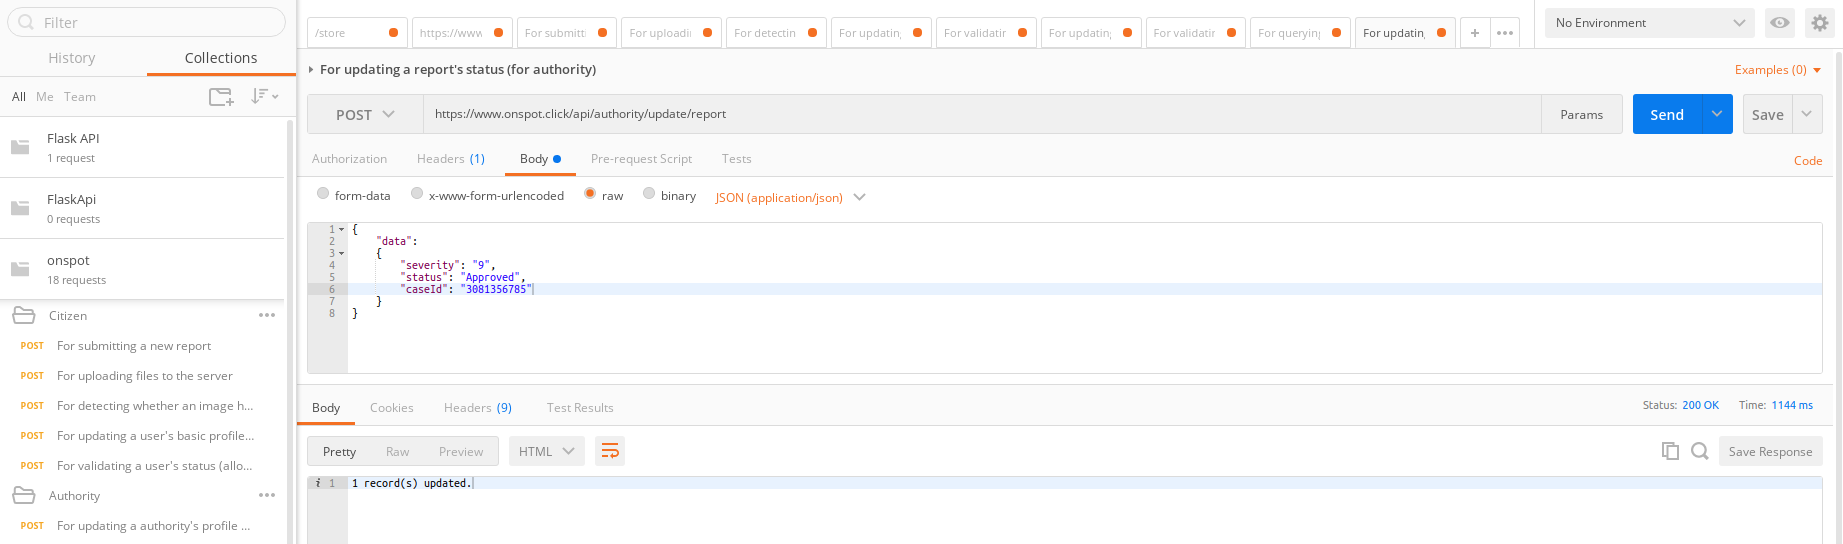 Filter
History Collections
All Me Team
Flask API
1 request
FlaskApi
0 requests
onspot
18 requests
Citizen
POST For submitting a new report
POST For uploading files to the server
POST For detecting whether an image h...
POST For updating a user's basic profile...
POST For validating a user's status (allo...
Authority
POST For updating a authority's profile ...
/store https://www For submitti For uploadin For detectin For updating For validatin For updating For validatin For querying For updatin + •••
No Environment
For updating a report's status (for authority)
Examples (0)
POST https://www.onspot.click/api/authority/update/report Params Send Save
Authorization Headers (1) Body Pre-request Script Tests
Code
form-data x-www-form-urlencoded raw binary JSON (application/json)
1 {
2 "data":
3 {
4 "severity": "9",
5 "status": "Approved",
6 "caseId": "3081356785"
7 }
8 }
Body Cookies Headers (9) Test Results
Status: 200 OK Time: 1144 ms
Pretty Raw Preview HTML
Save Response
i 1 1 record(s) updated.